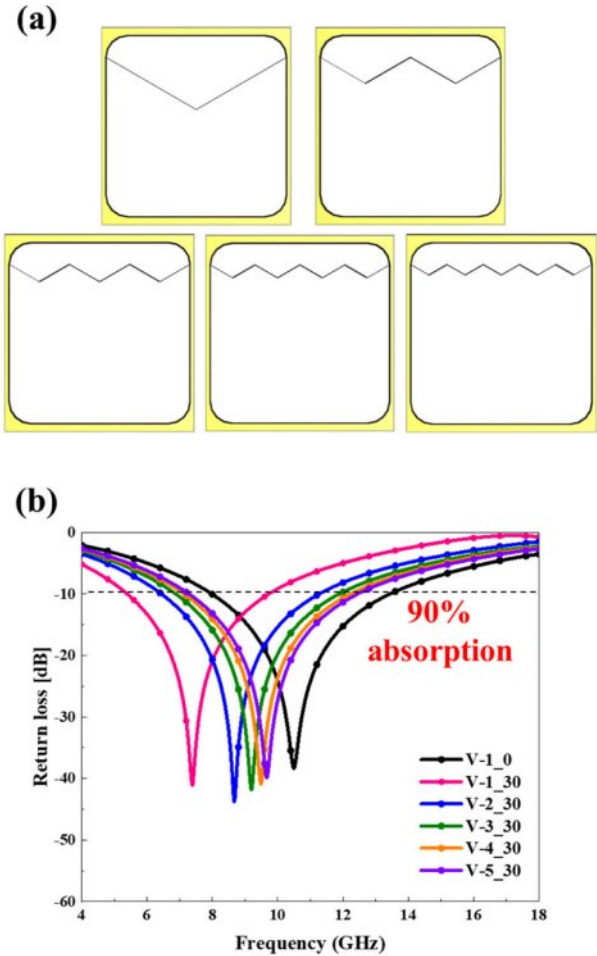 (a)
(b)
0
-10
-20
-30
-40
-50
-60
Return loss [dB]
90%
absorption
V-1_0
V-1_30
V-2_30
V-3_30
V-4_30
V-5_30
4 6 8 10 12 14 16 18
Frequency (GHz)